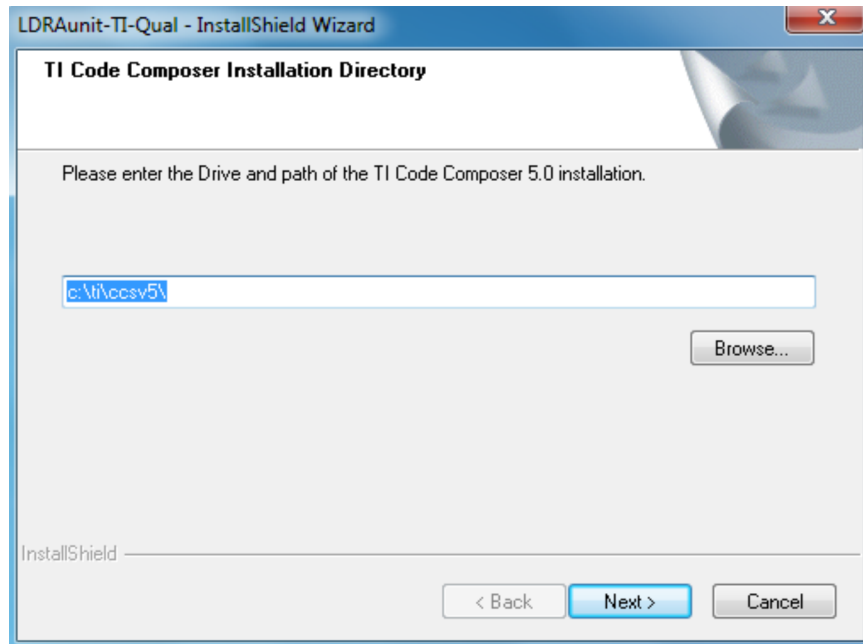 LDRAunit-TI-Qual - InstallShield Wizard
TI Code Composer Installation Directory
Please enter the Drive and path of the TI Code Composer 5.0 installation.
c:\ti\ccsv5\
Browse...
InstallShield
< Back
Next >
Cancel